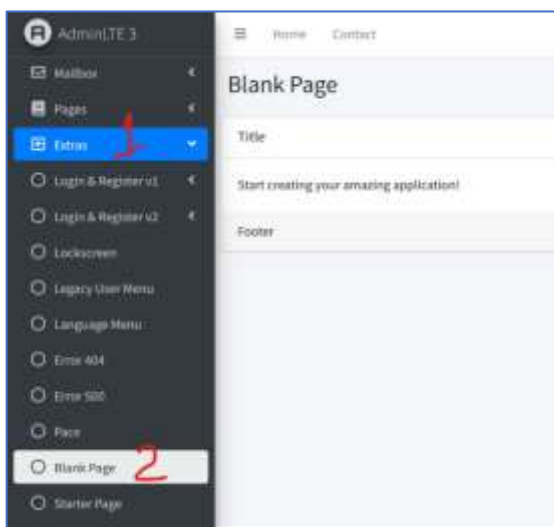 AdminLTE 3
Mailbox
Pages
Extras
1
Login & Register v1
Login & Register v2
Lockscreen
Legacy User Menu
Language Menu
Error 404
Error 500
Pace
Blank Page
2
Starter Page
Home Contact
Blank Page
Title
Start creating your amazing application!
Footer